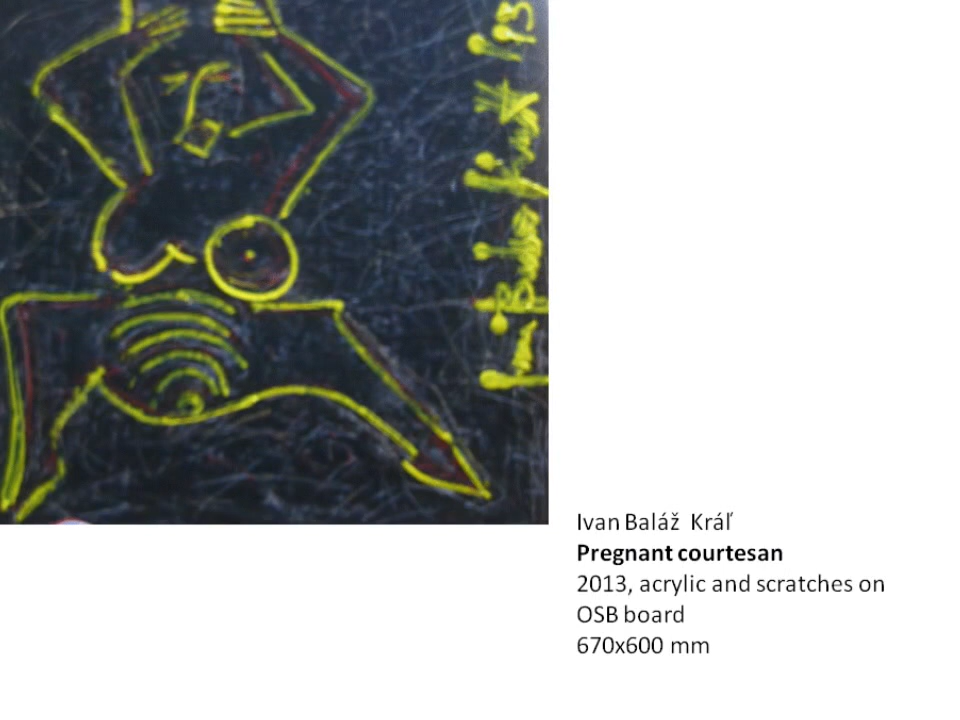 Ivan Baláž Kráľ
Pregnant courtesan
2013, acrylic and scratches on
OSB board
670x600 mm